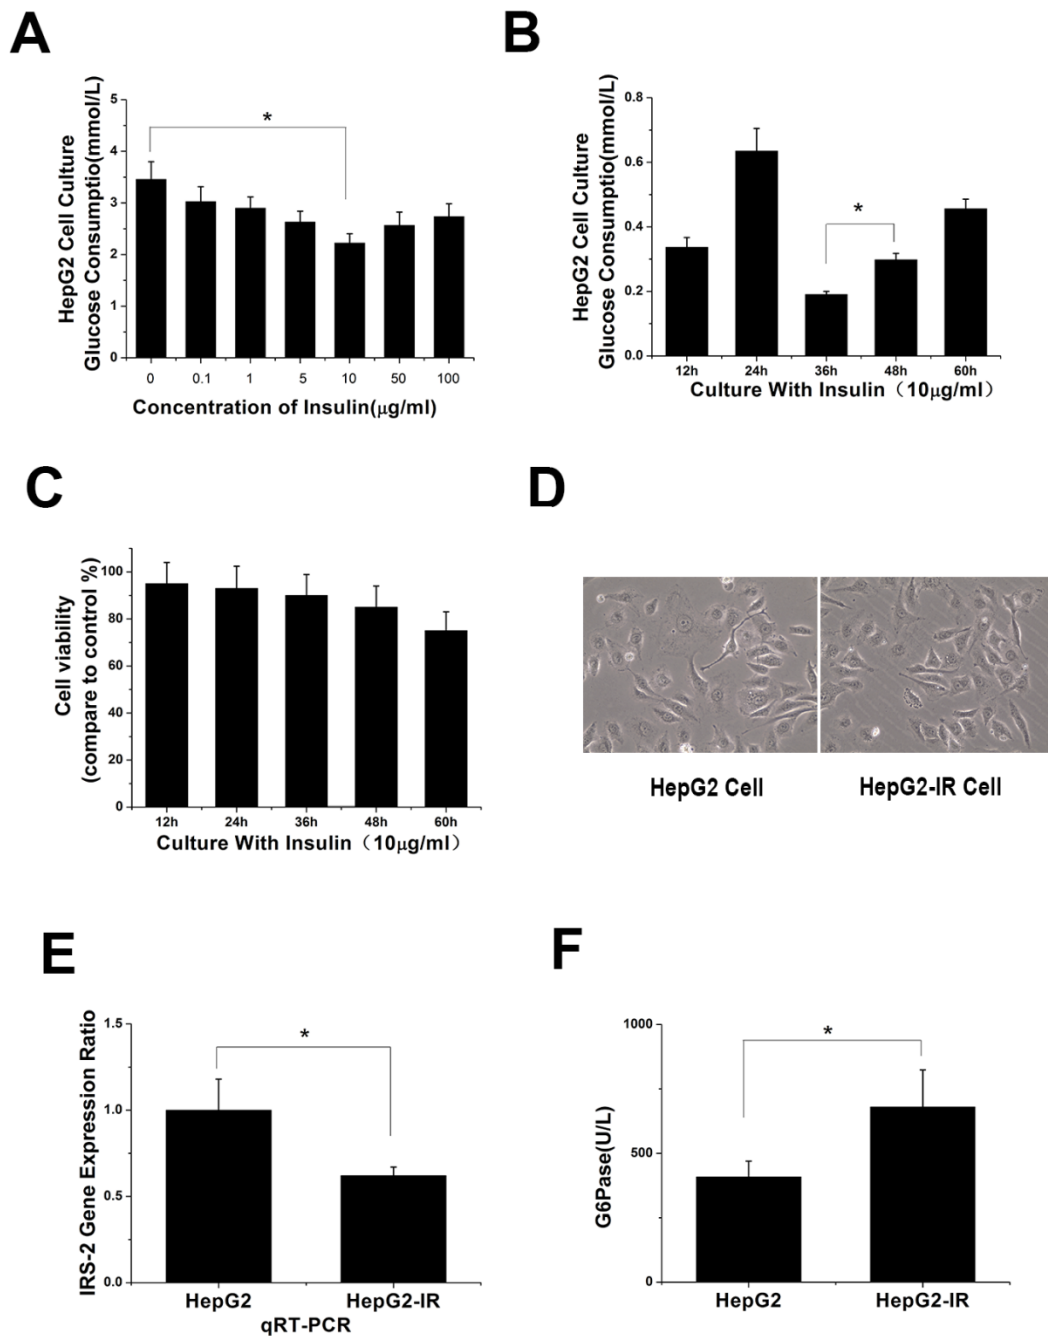 A
HepG2 Cell Culture
Glucose Consumptio(mmol/L)
5
4
3
2
1
0
*
0 0.1 1 5 10 50 100
Concentration of Insulin(μg/ml)
B
HepG2 Cell Culture
Glucose Consumptio(mmol/L)
0.8
0.6
0.4
0.2
0.0
*
12h 24h 36h 48h 60h
Culture With Insulin（10μg/ml）
C
Cell viability
(compare to control %)
100
80
60
40
20
0
12h 24h 36h 48h 60h
Culture With Insulin（10μg/ml）
D
HepG2 Cell HepG2-IR Cell
E
IRS-2 Gene Expression Ratio
1.5
1.0
0.5
0.0
*
HepG2 HepG2-IR
qRT-PCR
F
G6Pase(U/L)
1000
500
0
*
HepG2 HepG2-IR